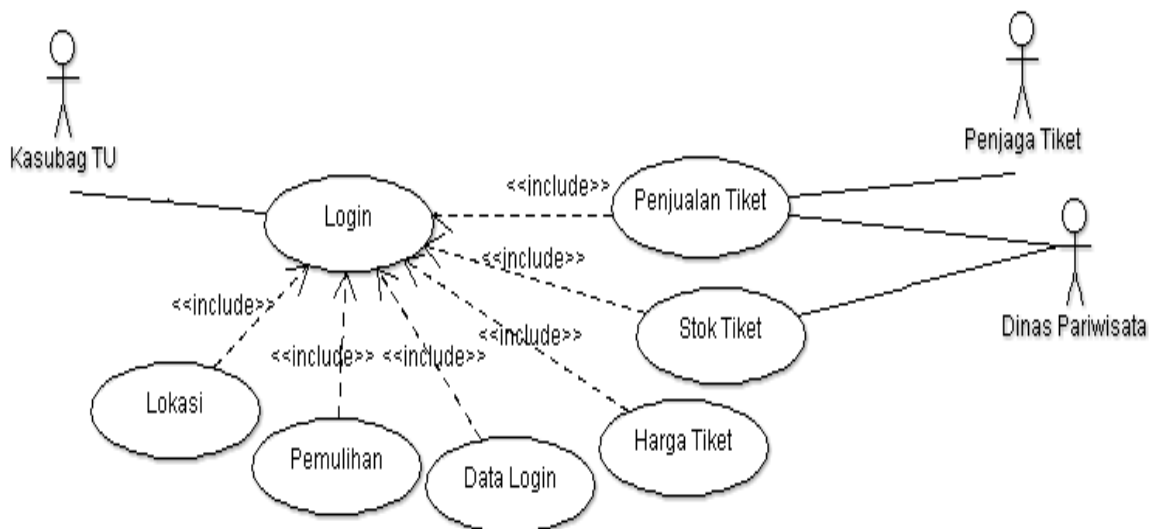 Kasubag TU
Penjaga Tiket
<<include>>
Penjualan Tiket
Login
<<include>>
Stok Tiket
Dinas Pariwisata
<<include>>
<<include>>
<<include>>
<<include>>
Lokasi
Harga Tiket
Pemulihan
Data Login